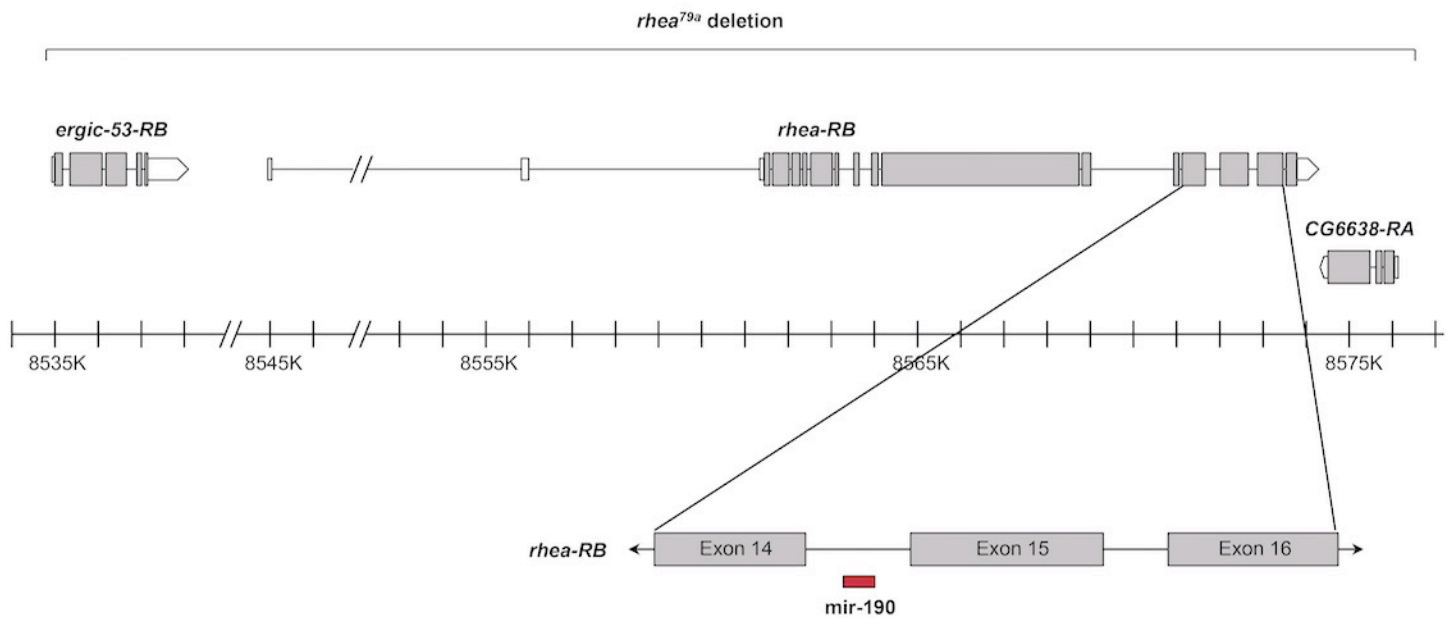 rhea79a deletion
ergic-53-RB
rhea-RB
CG6638-RA
8535K
8545K
8555K
8565K
8575K
rhea-RB
Exon 14
Exon 15
Exon 16
mir-190